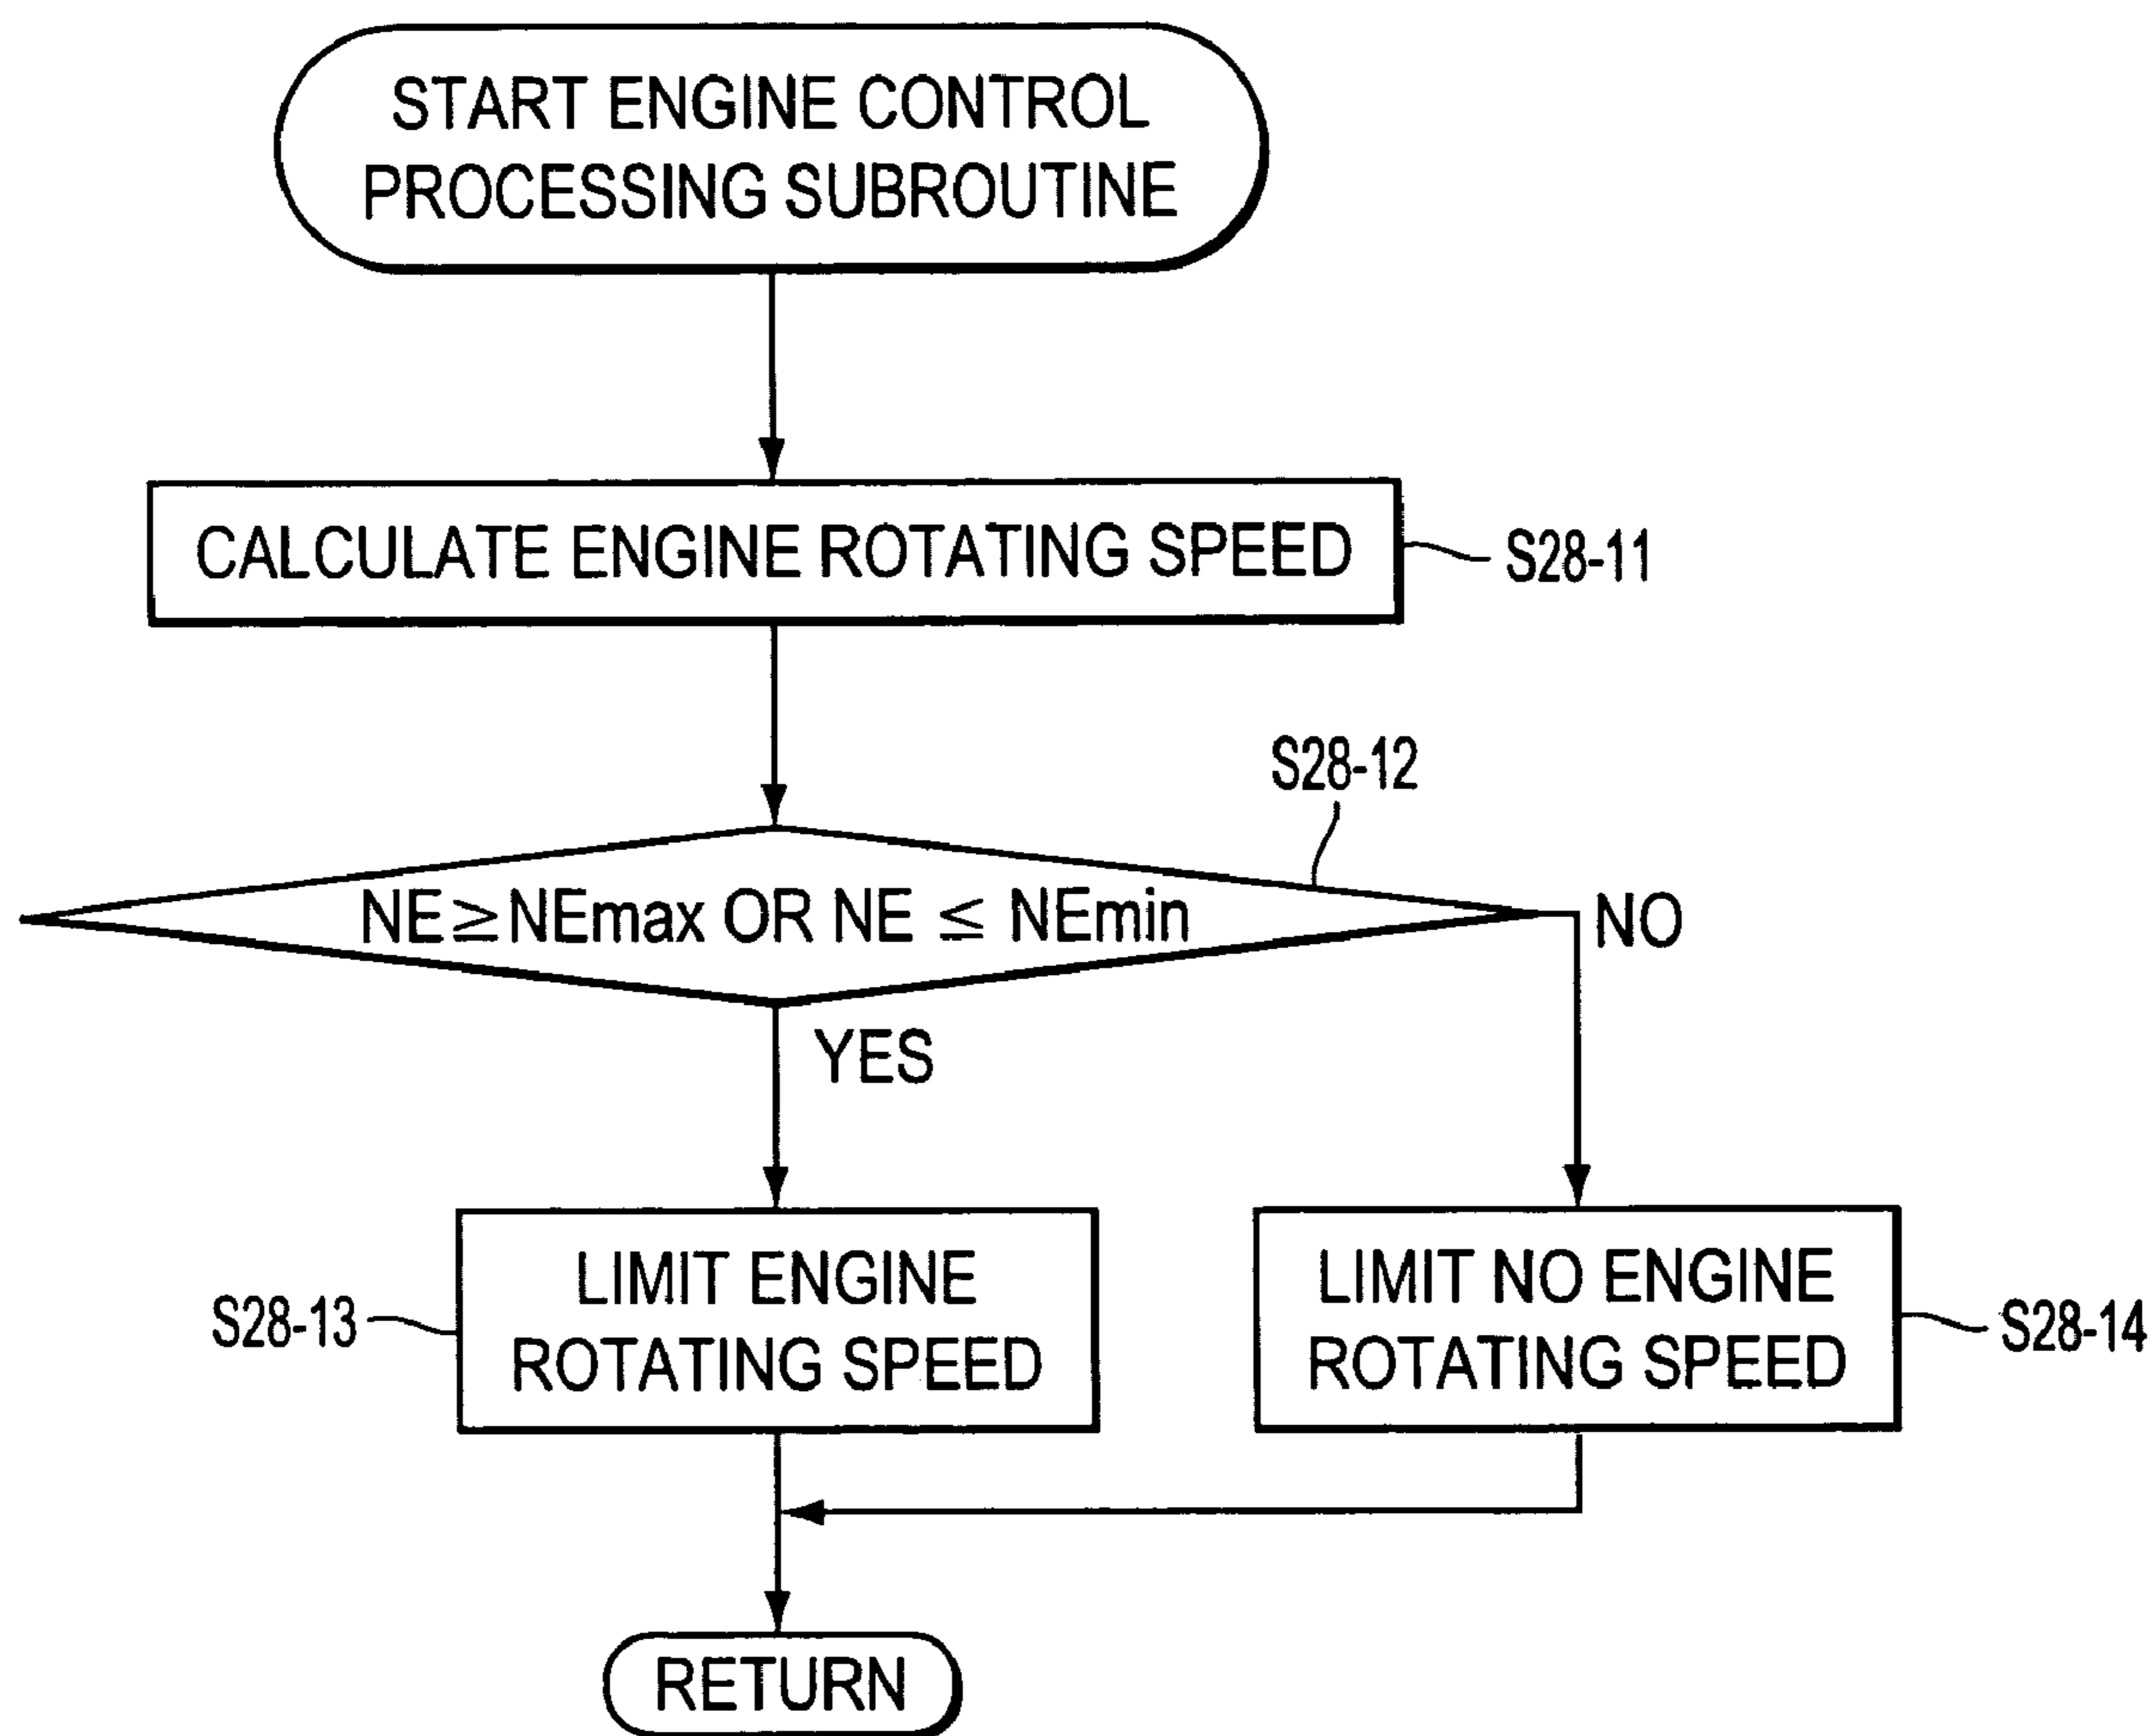 START ENGINE CONTROL
PROCESSING SUBROUTINE
CALCULATE ENGINE ROTATING SPEED
S28-11
S28-12
NE≧NEmax OR NE ≦ NEmin
NO
YES
LIMIT ENGINE
ROTATING SPEED
S28-13
LIMIT NO ENGINE
ROTATING SPEED
S28-14
RETURN